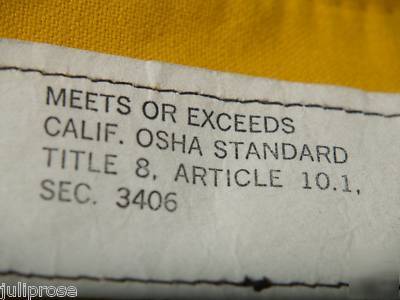 MEETS OR EXCEEDS
CALIF. OSHA STANDARD
TITLE 8, ARTICLE 10.1,
SEC. 3406
juliprose